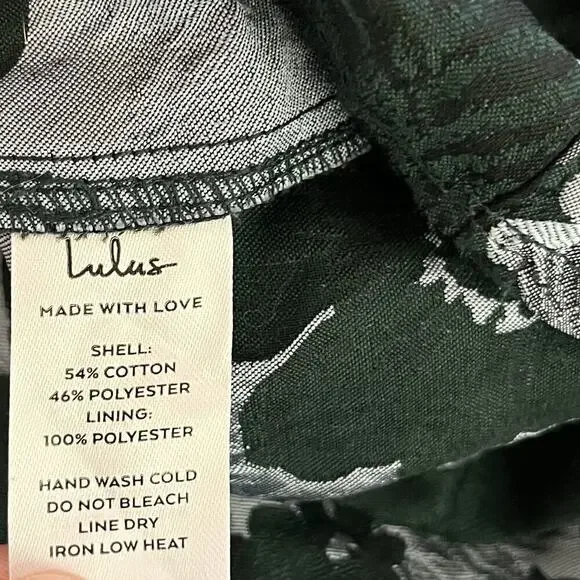 Lulus
MADE WITH LOVE
SHELL:
54% COTTON
46% POLYESTER
LINING:
100% POLYESTER
HAND WASH COLD
DO NOT BLEACH
LINE DRY
IRON LOW HEAT